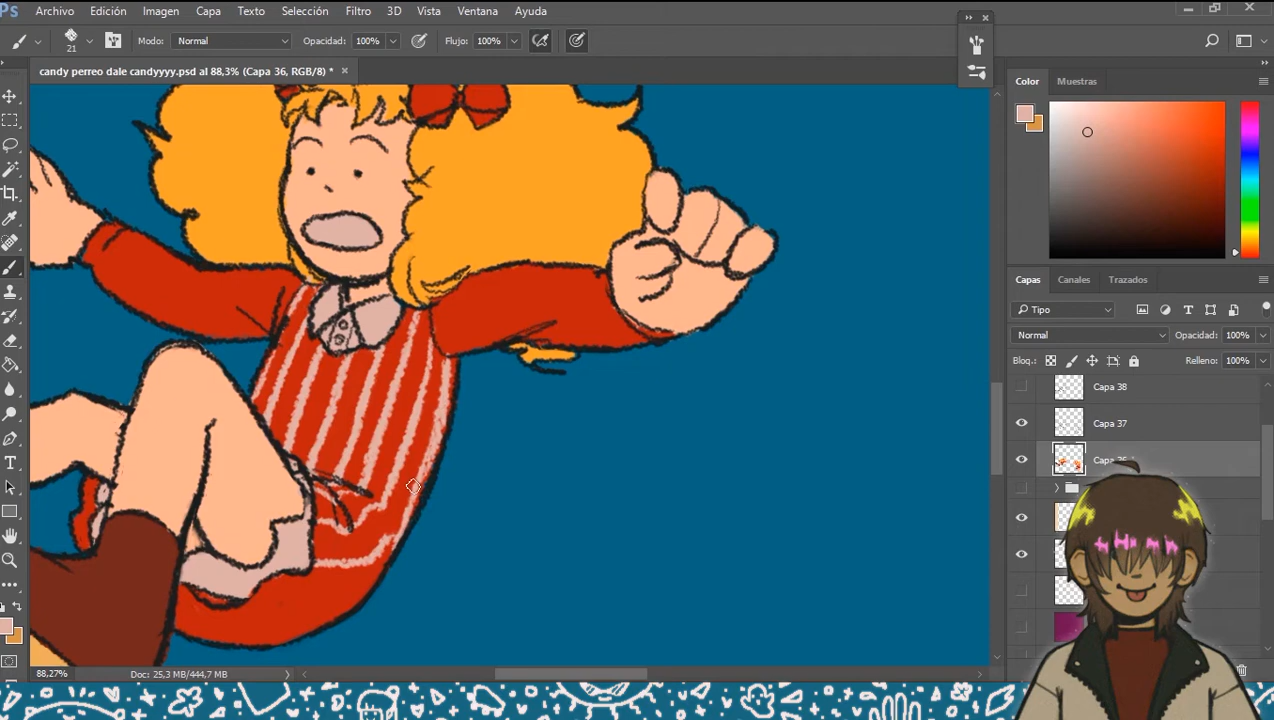 Ps Archivo Edición Imagen Capa Texto Selección Filtro 3D Vista Ventana Ayuda
21 Modo: Normal Opacidad: 100% Flujo: 100%
candy perreo dale candyyyy.psd al 88,3% (Capa 36, RGB/8) *
Color Muestras
Capas Canales Trazados
Tipo
Normal Opacidad: 100%
Bloq.: Relleno: 100%
Capa 38
Capa 37
Capa 36
88,27% Doc: 25,3 MB/444,7 MB